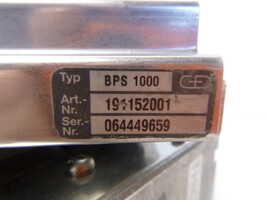 Typ BPS 1000
Art.-Nr. 191152001
Ser.-Nr. 064449659